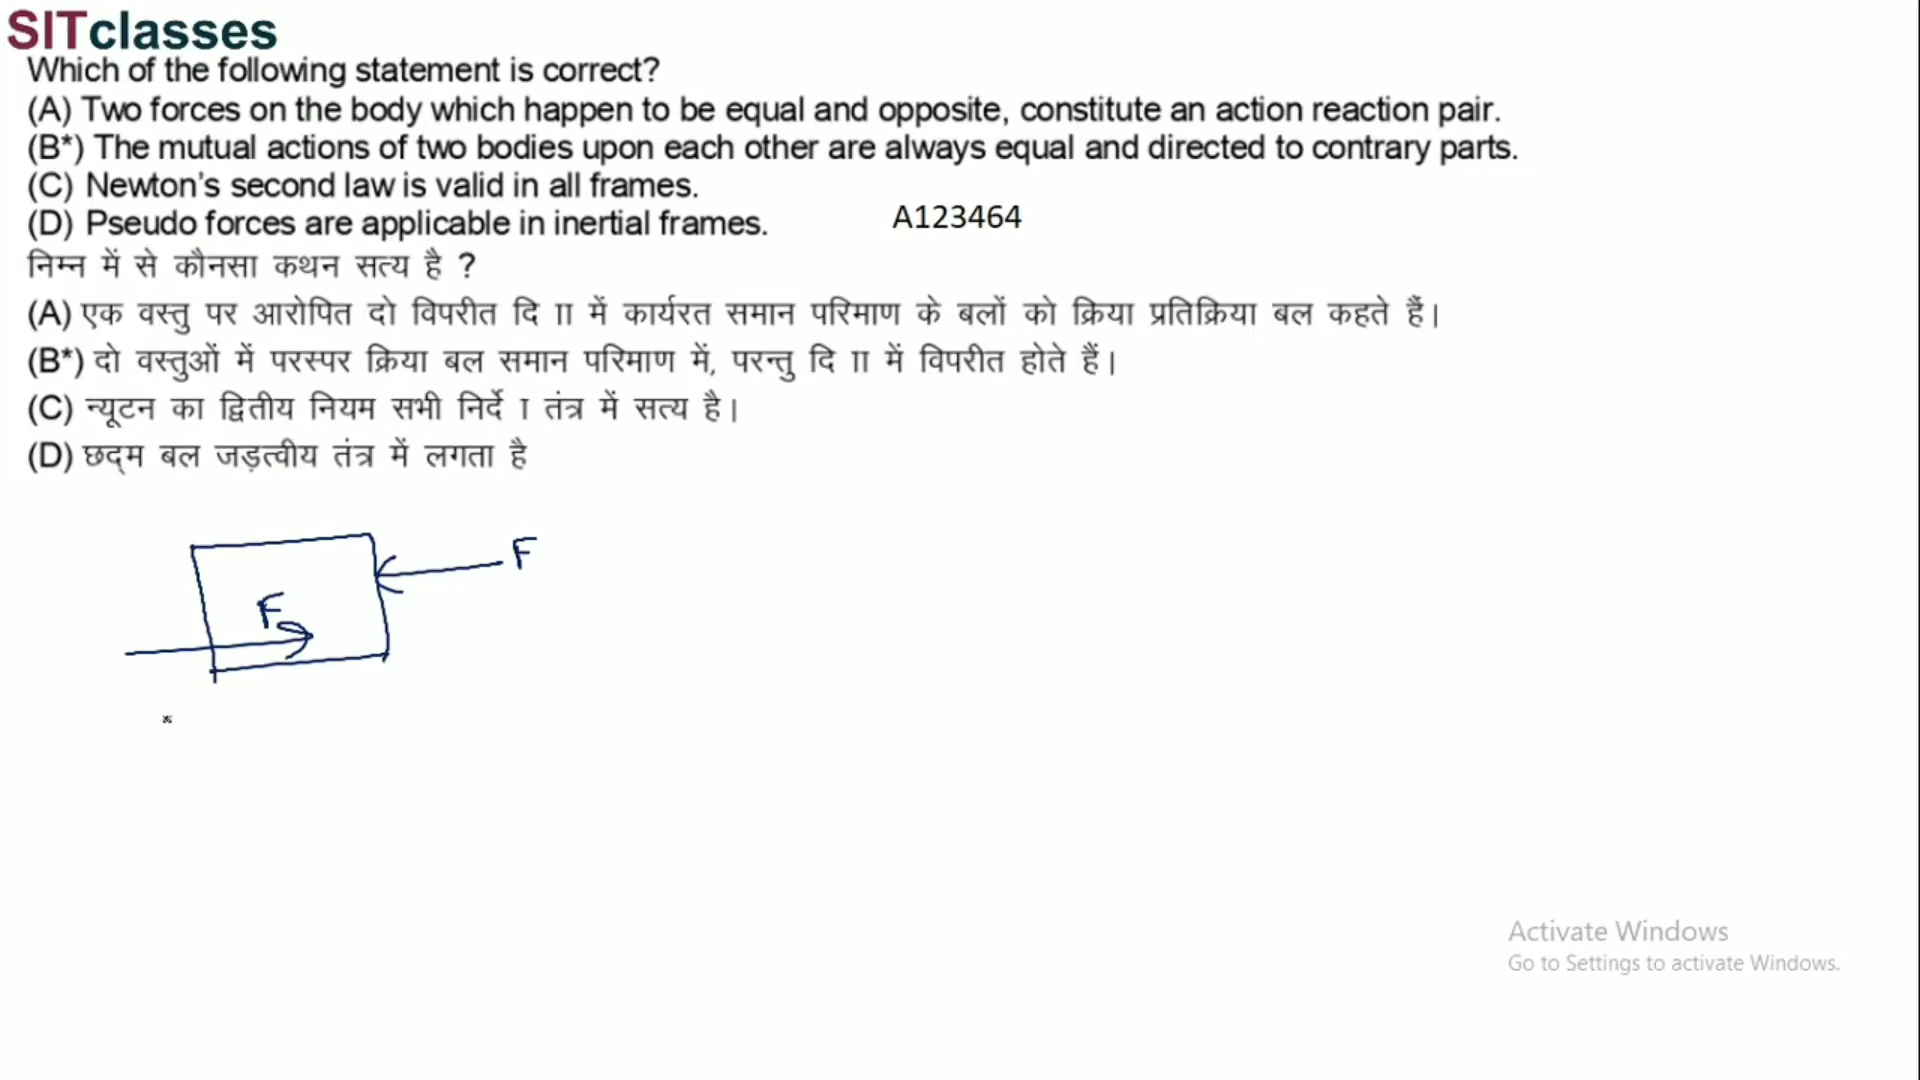 SITclasses
Which of the following statement is correct?
(A) Two forces on the body which happen to be equal and opposite, constitute an action reaction pair.
(B*) The mutual actions of two bodies upon each other are always equal and directed to contrary parts.
(C) Newton's second law is valid in all frames.
(D) Pseudo forces are applicable in inertial frames.
A123464
निम्न में से कौनसा कथन सत्य है ?
(A) एक वस्तु पर आरोपित दो विपरीत दि ाा में कार्यरत समान परिमाण के बलों को क्रिया प्रतिक्रिया बल कहते हैं।
(B*) दो वस्तुओं में परस्पर क्रिया बल समान परिमाण में, परन्तु दि ाा में विपरीत होते हैं।
(C) न्यूटन का द्वितीय नियम सभी निर्दे ा तंत्र में सत्य है।
(D) छद्म बल जड़त्वीय तंत्र में लगता है
F
F
Activate Windows
Go to Settings to activate Windows.